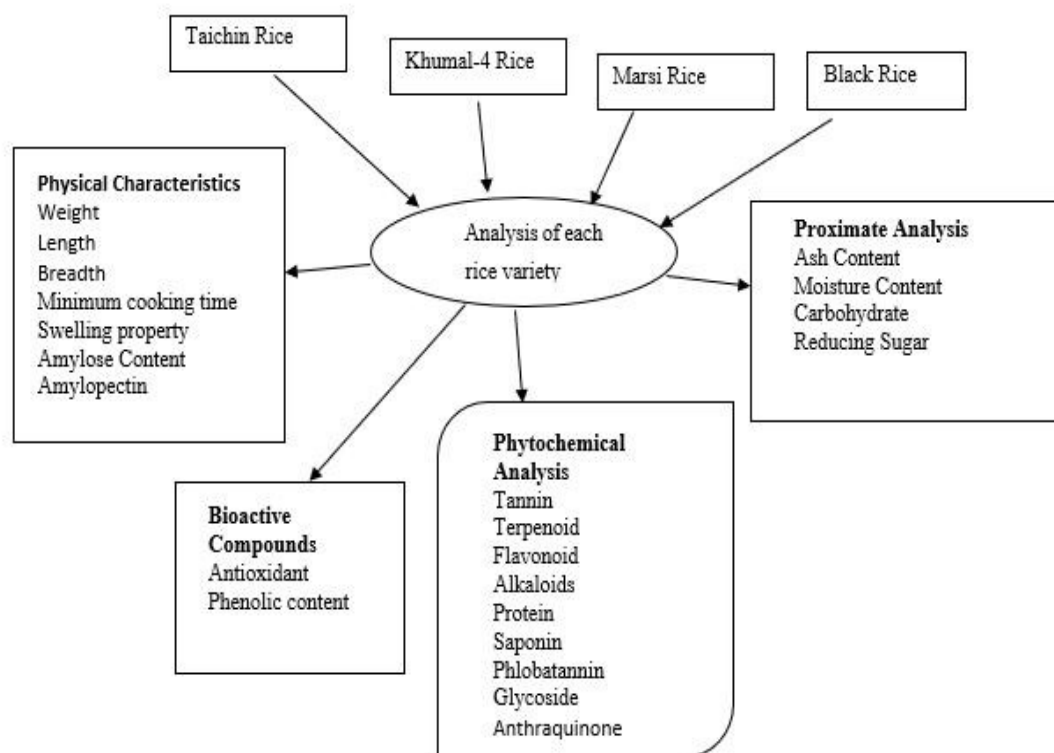 Taichin Rice
Khumal-4 Rice
Marsi Rice
Black Rice
Physical Characteristics
Weight
Length
Breadth
Minimum cooking time
Swelling property
Amylose Content
Amylopectin
Analysis of each
rice variety
Proximate Analysis
Ash Content
Moisture Content
Carbohydrate
Reducing Sugar
Bioactive
Compounds
Antioxidant
Phenolic content
Phytochemical
Analysis
Tannin
Terpenoid
Flavonoid
Alkaloids
Protein
Saponin
Phlobatannin
Glycoside
Anthraquinone